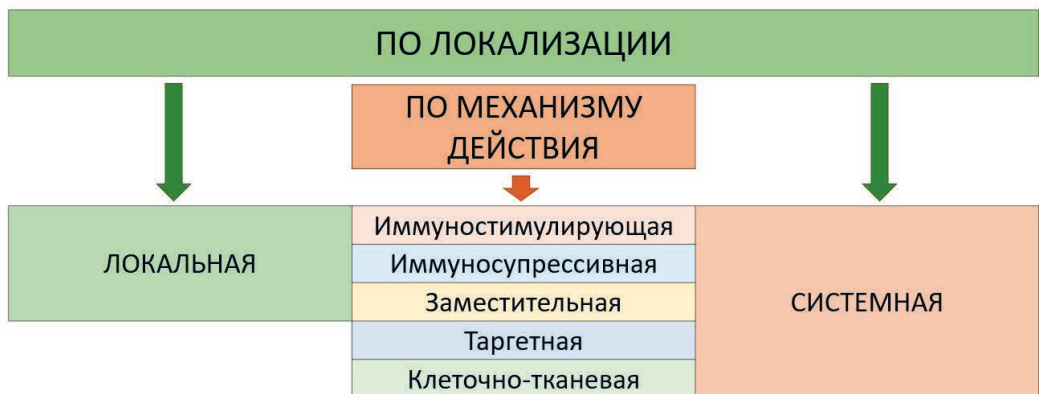 ПО ЛОКАЛИЗАЦИИ
ПО МЕХАНИЗМУ
ДЕЙСТВИЯ
ЛОКАЛЬНАЯ
Иммуностимулирующая
Иммуносупрессивная
Заместительная
Таргетная
Клеточно-тканевая
СИСТЕМНАЯ